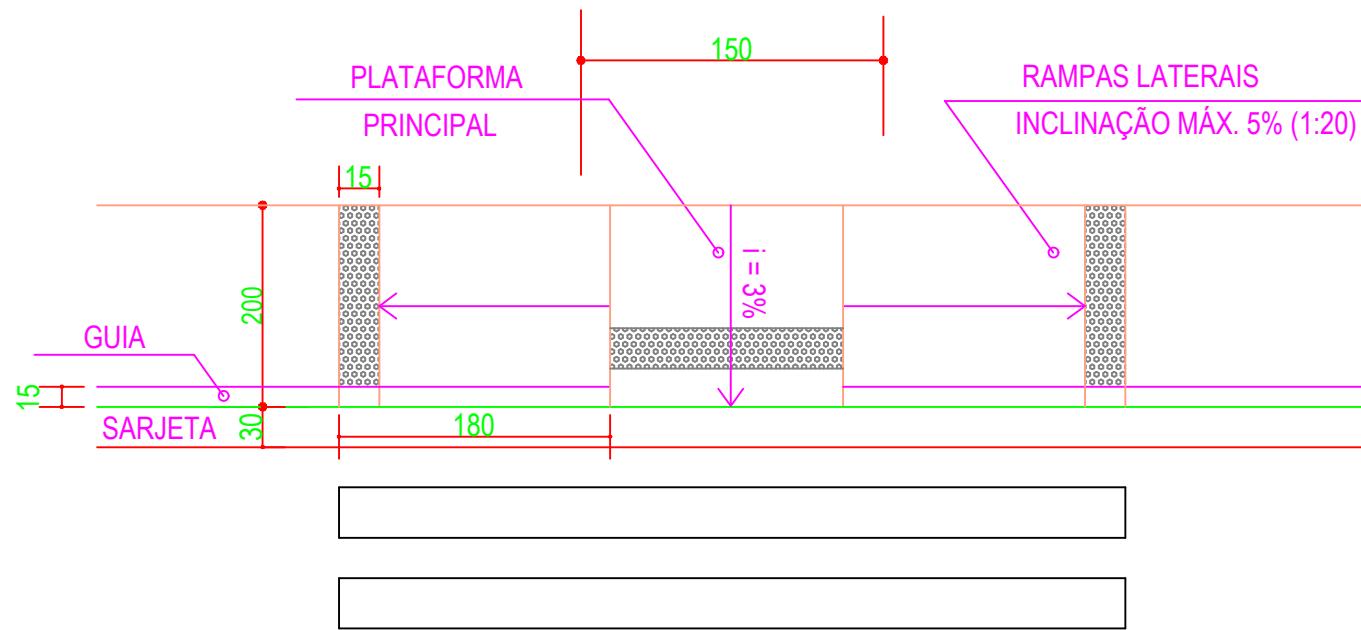 150
PLATAFORMA
PRINCIPAL
RAMPAS LATERAIS
INCLINAÇÃO MÁX. 5% (1:20)
15
i = 3%
200
GUIA
15
SARJETA
30
180